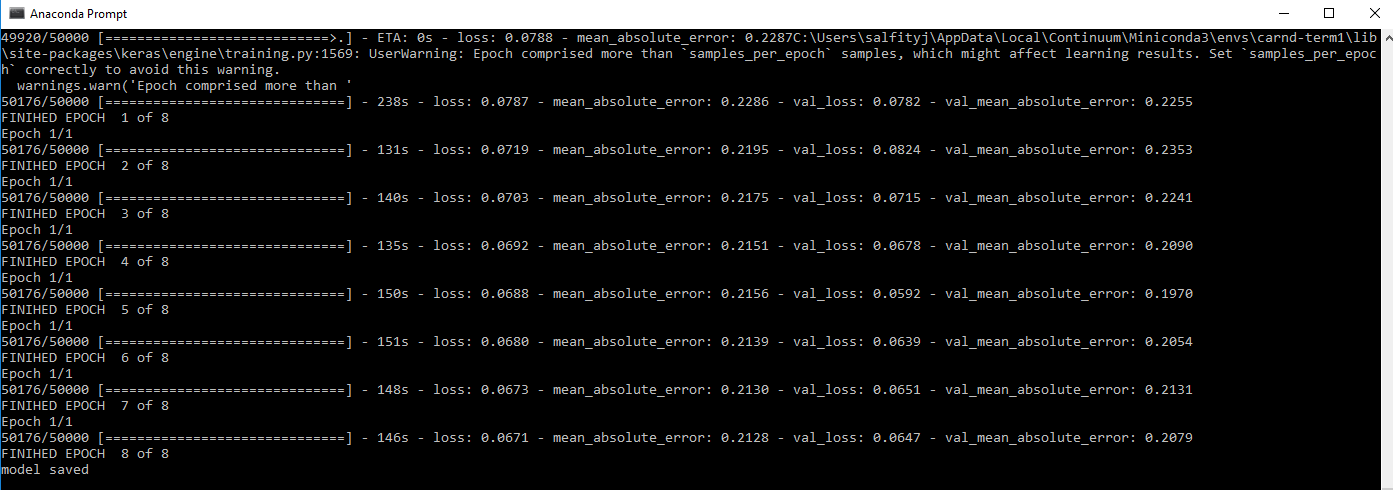 Anaconda Prompt
49920/50000 [============================>.] - ETA: 0s - loss: 0.0788 - mean_absolute_error: 0.2287C:\Users\salfityj\AppData\Local\Continuum\Miniconda3\envs\carnd-term1\lib
\site-packages\keras\engine\training.py:1569: UserWarning: Epoch comprised more than `samples_per_epoch` samples, which might affect learning results. Set `samples_per_epoc
h` correctly to avoid this warning.
  warnings.warn('Epoch comprised more than '
50176/50000 [==============================] - 238s - loss: 0.0787 - mean_absolute_error: 0.2286 - val_loss: 0.0782 - val_mean_absolute_error: 0.2255
FINIHED EPOCH  1 of 8
Epoch 1/1
50176/50000 [==============================] - 131s - loss: 0.0719 - mean_absolute_error: 0.2195 - val_loss: 0.0824 - val_mean_absolute_error: 0.2353
FINIHED EPOCH  2 of 8
Epoch 1/1
50176/50000 [==============================] - 140s - loss: 0.0703 - mean_absolute_error: 0.2175 - val_loss: 0.0715 - val_mean_absolute_error: 0.2241
FINIHED EPOCH  3 of 8
Epoch 1/1
50176/50000 [==============================] - 135s - loss: 0.0692 - mean_absolute_error: 0.2151 - val_loss: 0.0678 - val_mean_absolute_error: 0.2090
FINIHED EPOCH  4 of 8
Epoch 1/1
50176/50000 [==============================] - 150s - loss: 0.0688 - mean_absolute_error: 0.2156 - val_loss: 0.0592 - val_mean_absolute_error: 0.1970
FINIHED EPOCH  5 of 8
Epoch 1/1
50176/50000 [==============================] - 151s - loss: 0.0680 - mean_absolute_error: 0.2139 - val_loss: 0.0639 - val_mean_absolute_error: 0.2054
FINIHED EPOCH  6 of 8
Epoch 1/1
50176/50000 [==============================] - 148s - loss: 0.0673 - mean_absolute_error: 0.2130 - val_loss: 0.0651 - val_mean_absolute_error: 0.2131
FINIHED EPOCH  7 of 8
Epoch 1/1
50176/50000 [==============================] - 146s - loss: 0.0671 - mean_absolute_error: 0.2128 - val_loss: 0.0647 - val_mean_absolute_error: 0.2079
FINIHED EPOCH  8 of 8
model saved